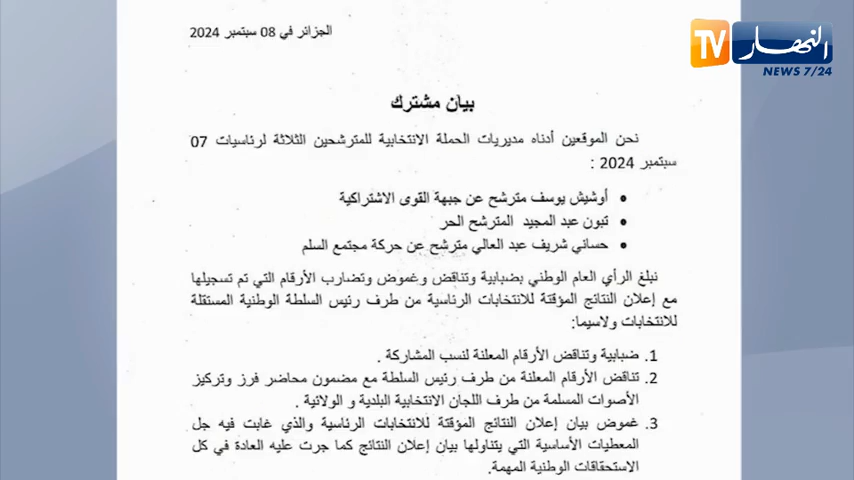 النهار TV
NEWS 7/24
الجزائر في 08 سبتمبر 2024
بيان مشترك
نحن الموقعين أدناه مديريات الحملة الانتخابية للمترشحين الثلاثة لرئاسيات 07
سبتمبر 2024 :
• أوشيش يوسف مترشح عن جبهة القوى الاشتراكية
• تبون عبد المجيد المترشح الحر
• حساني شريف عبد العالي مترشح عن حركة مجتمع السلم
نبلغ الرأي العام الوطني بضبابية وتناقض وغموض وتضارب الأرقام التي تم تسجيلها
مع إعلان النتائج المؤقتة للانتخابات الرئاسية من طرف رئيس السلطة الوطنية المستقلة
للانتخابات ولاسيما:
1. ضبابية وتناقض الأرقام المعلنة لنسب المشاركة .
2. تناقض الأرقام المعلنة من طرف رئيس السلطة مع مضمون محاضر فرز وتركيز
الأصوات المسلمة من طرف اللجان الانتخابية البلدية و الولائية .
3. غموض بيان إعلان النتائج المؤقتة للانتخابات الرئاسية والذي غابت فيه جل
المعطيات الأساسية التي يتناولها بيان إعلان النتائج كما جرت عليه العادة في كل
الاستحقاقات الوطنية المهمة.